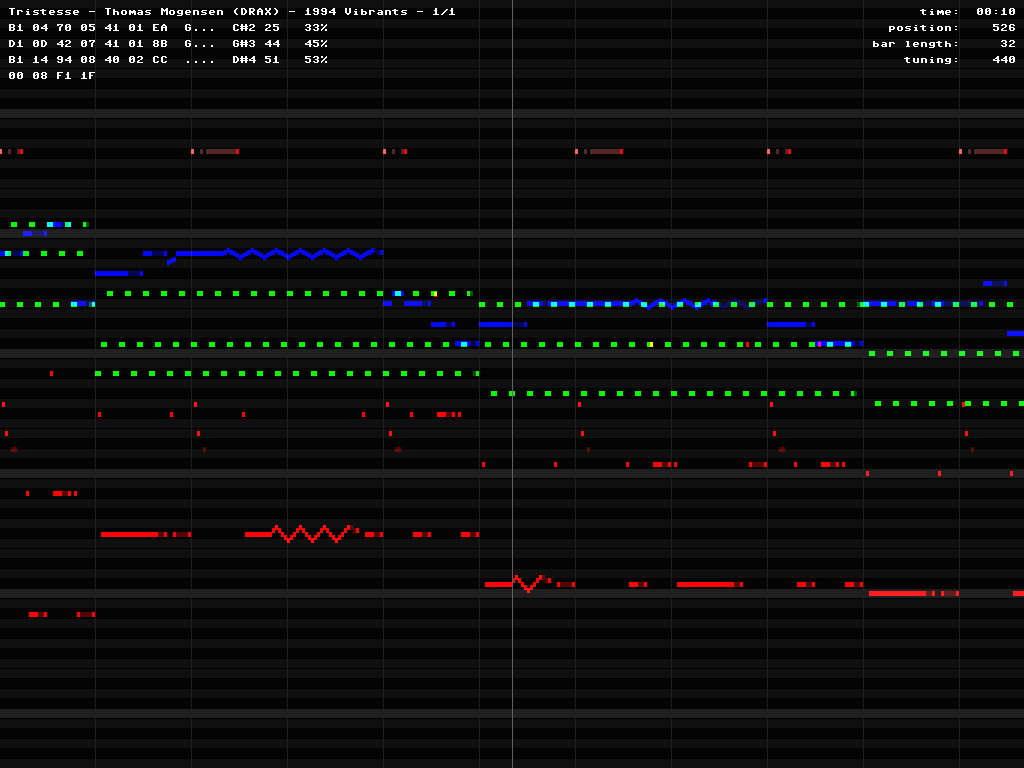 Tristesse - Thomas Mogensen (DRAX) - 1994 Vibrants - 1/1
time: 00:10
B1 04 70 05 41 01 EA G... C#2 25 33%
position: 526
D1 0D 42 07 41 01 8B G... G#3 44 45%
bar length: 32
B1 14 94 08 40 02 CC .... D#4 51 53%
tuning: 440
00 08 F1 1F